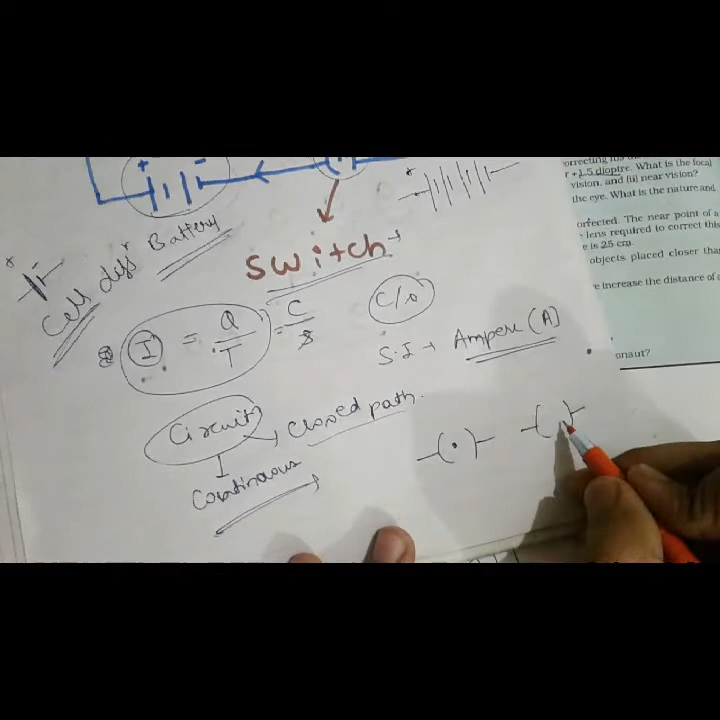 + -
Battery
Cell diff
switch
I = Q/T = C/s
C/s
S.I → Ampere (A)
Circuit
Closed path.
Continuous
r +1.5 dioptre. What is the focal
vision, and (ii) near vision?
the eye. What is the nature and
orrected. The near point of a
lens required to correct this
e is 25 cm.
objects placed closer than
e increase the distance of a
onaut?